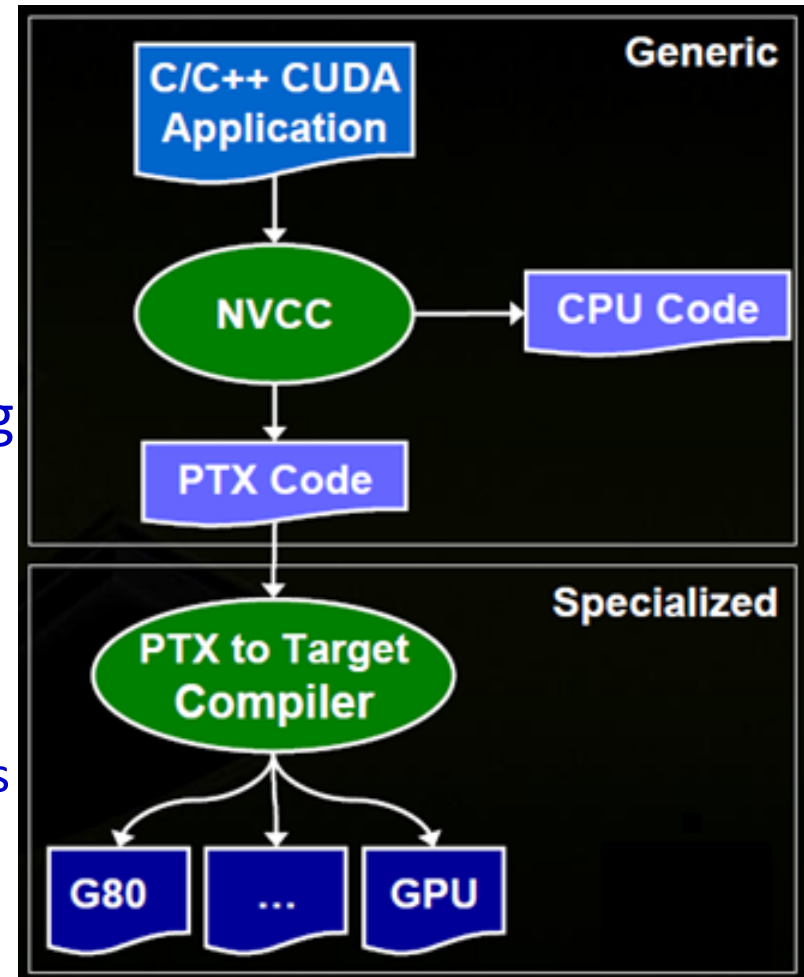 Generic
C/C++ CUDA
Application
NVCC
CPU Code
g
PTX Code
Specialized
PTX to Target
Compiler
s
G80
...
GPU